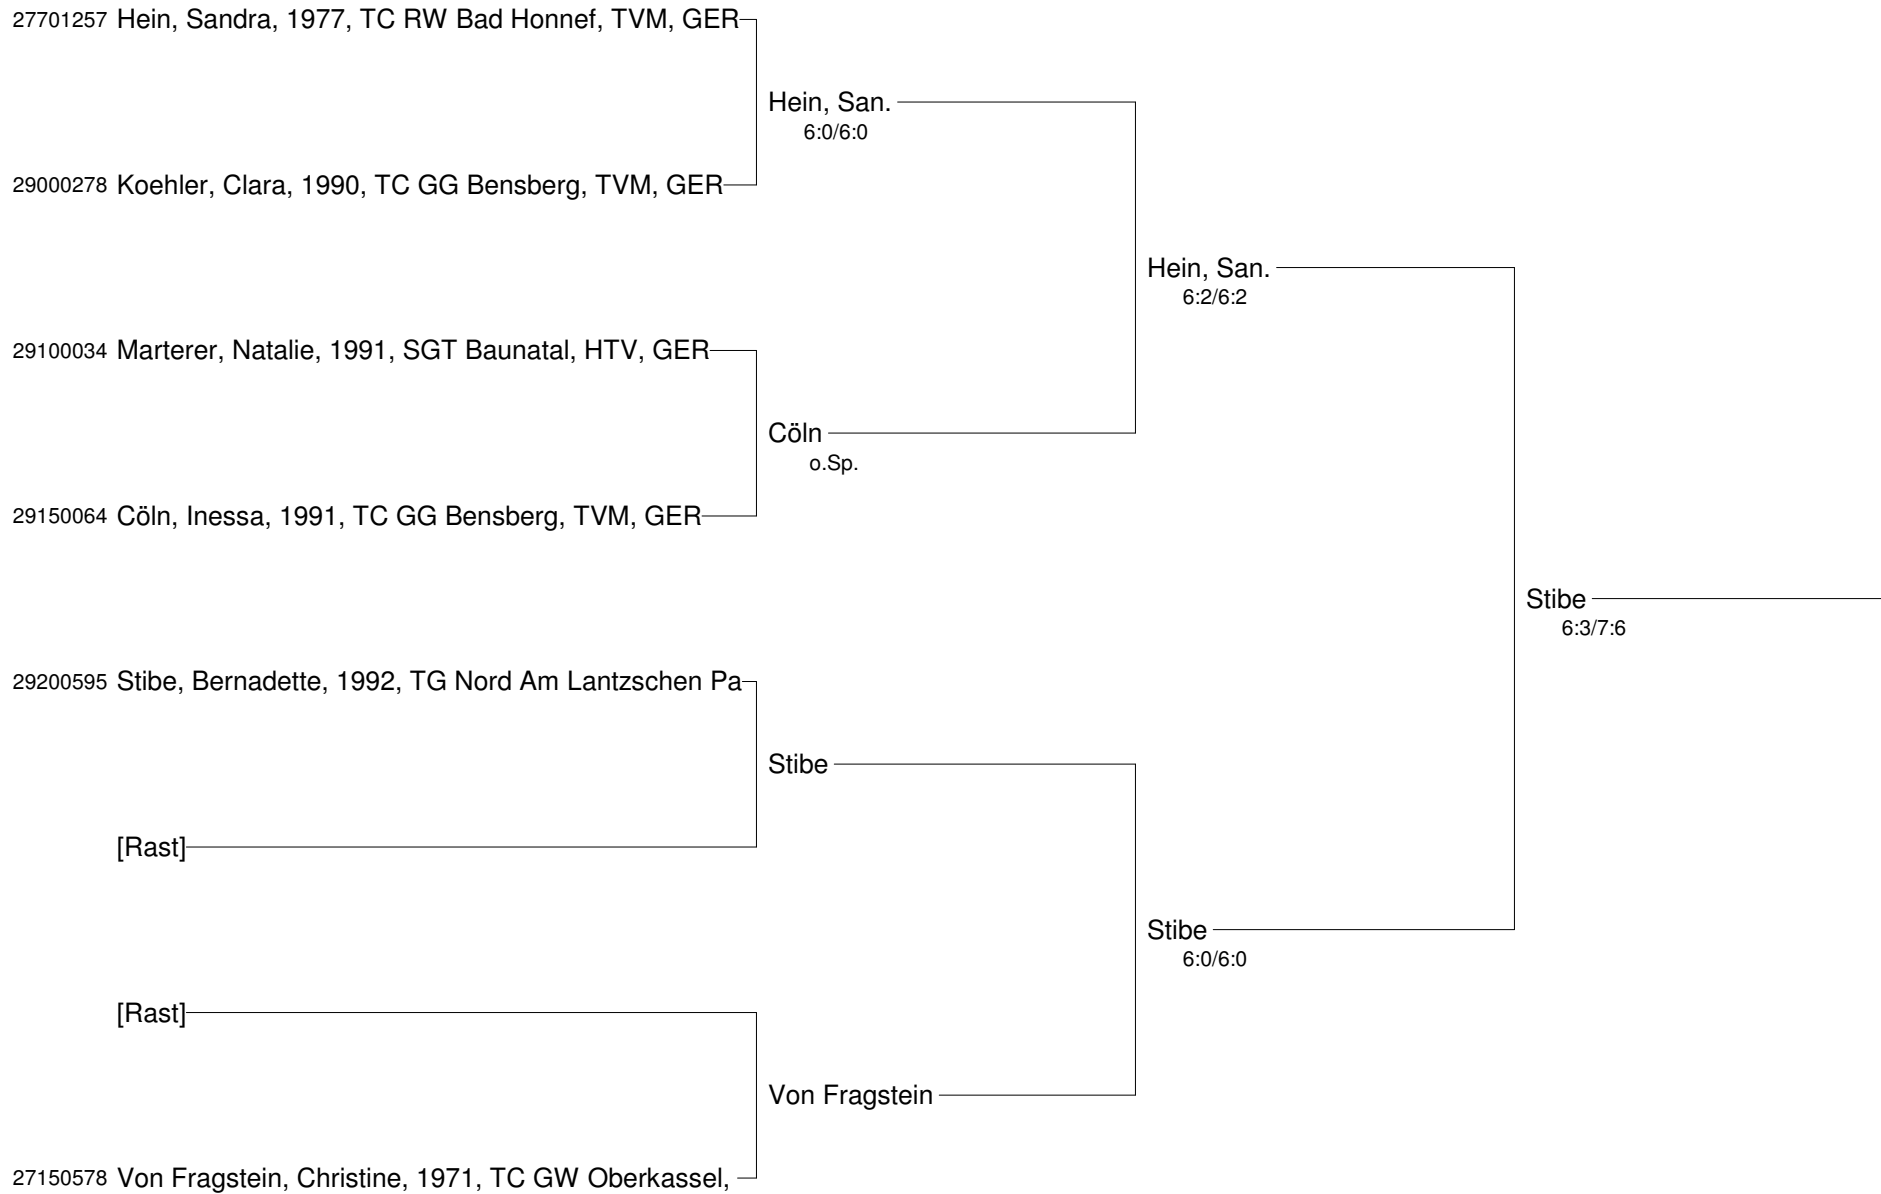 27701257 Hein, Sandra, 1977, TC RW Bad Honnef, TVM, GER
Hein, San.
6:0/6:0
29000278 Koehler, Clara, 1990, TC GG Bensberg, TVM, GER
Hein, San.
6:2/6:2
29100034 Marterer, Natalie, 1991, SGT Baunatal, HTV, GER
Cöln
o.Sp.
29150064 Cöln, Inessa, 1991, TC GG Bensberg, TVM, GER
Stibe
6:3/7:6
29200595 Stibe, Bernadette, 1992, TG Nord Am Lantzschen Pa
Stibe
[Rast]
Stibe
6:0/6:0
[Rast]
Von Fragstein
27150578 Von Fragstein, Christine, 1971, TC GW Oberkassel,